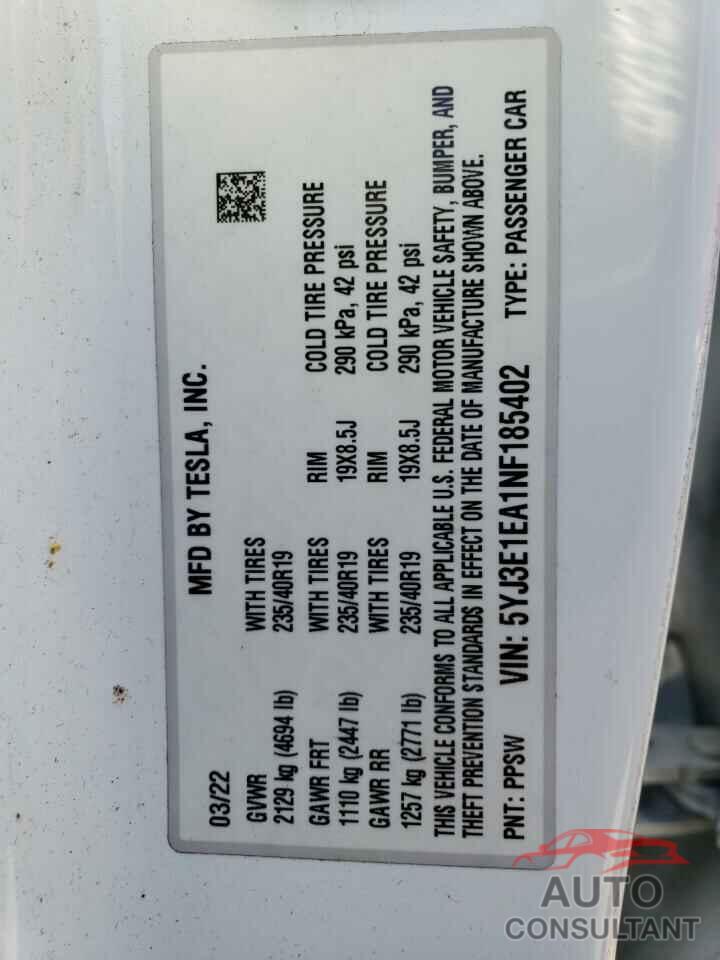 MFD BY TESLA, INC.
03/22
GVWR WITH TIRES
2129 kg (4694 lb) 235/40R19
GAWR FRT WITH TIRES RIM COLD TIRE PRESSURE
1110 kg (2447 lb) 235/40R19 19X8.5J 290 kPa, 42 psi
GAWR RR WITH TIRES RIM COLD TIRE PRESSURE
1257 kg (2771 lb) 235/40R19 19X8.5J 290 kPa, 42 psi
THIS VEHICLE CONFORMS TO ALL APPLICABLE U.S. FEDERAL MOTOR VEHICLE SAFETY, BUMPER, AND
THEFT PREVENTION STANDARDS IN EFFECT ON THE DATE OF MANUFACTURE SHOWN ABOVE.
PNT: PPSW VIN: 5YJ3E1EA1NF185402 TYPE: PASSENGER CAR
AUTO
CONSULTANT